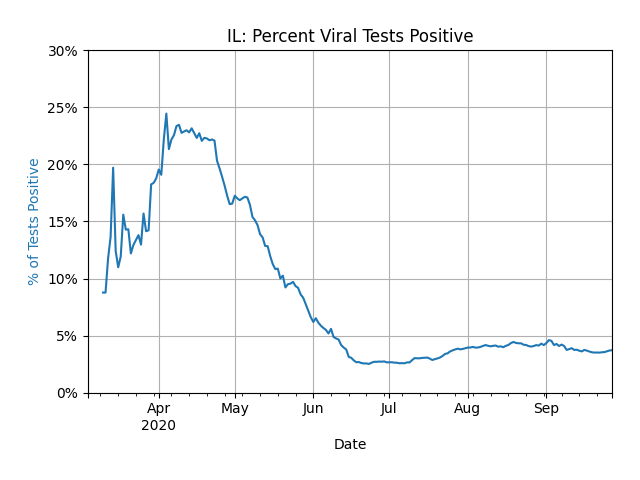 IL: Percent Viral Tests Positive
30%
25%
20%
15%
10%
5%
0%
% of Tests Positive
Apr May Jun Jul Aug Sep
2020
Date